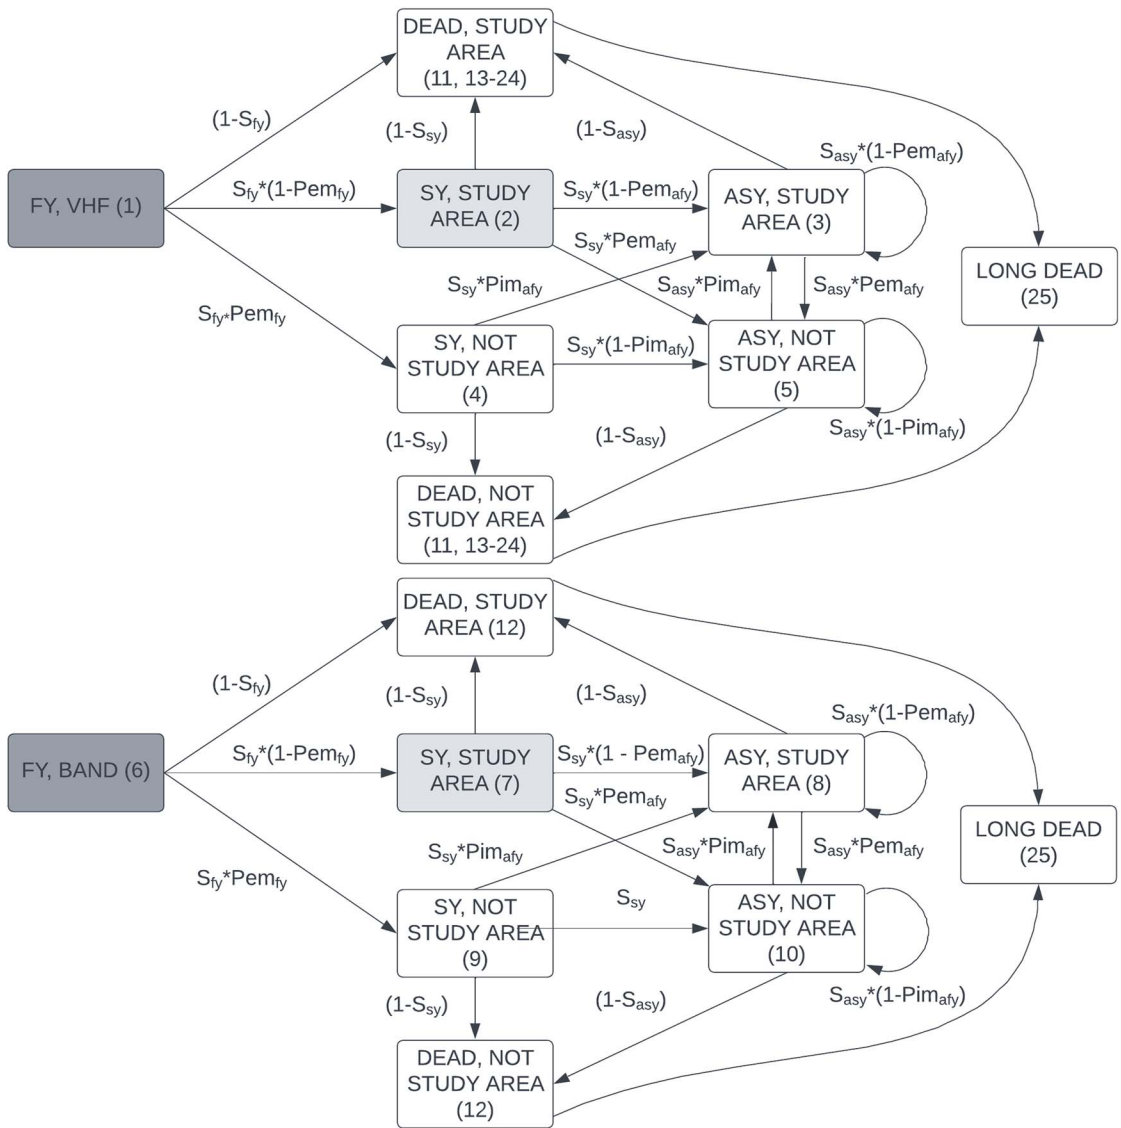 DEAD, STUDY
AREA
(11, 13-24)
(1-Sfy)
(1-Ssy)
(1-Sasy)
Sasy*(1-Pemafy)
FY, VHF (1)
Sfy*(1-Pemfy)
SY, STUDY
AREA (2)
Ssy*(1-Pemafy)
ASY, STUDY
AREA (3)
Ssy*Pemafy
Ssy*Pimafy
Sasy*Pimafy
Sasy*Pemafy
LONG DEAD
(25)
Sfy*Pemfy
SY, NOT
STUDY AREA
(4)
Ssy*(1-Pimafy)
ASY, NOT
STUDY AREA
(5)
Sasy*(1-Pimafy)
(1-Ssy)
(1-Sasy)
DEAD, NOT
STUDY AREA
(11, 13-24)
DEAD, STUDY
AREA (12)
(1-Sfy)
(1-Ssy)
(1-Sasy)
Sasy*(1-Pemafy)
FY, BAND (6)
Sfy*(1-Pemfy)
SY, STUDY
AREA (7)
Ssy*(1 - Pemafy)
ASY, STUDY
AREA (8)
Ssy*Pemafy
Ssy*Pimafy
Sasy*Pimafy
Sasy*Pemafy
LONG DEAD
(25)
Sfy*Pemfy
SY, NOT
STUDY AREA
(9)
Ssy
ASY, NOT
STUDY AREA
(10)
Sasy*(1-Pimafy)
(1-Ssy)
(1-Sasy)
DEAD, NOT
STUDY AREA
(12)